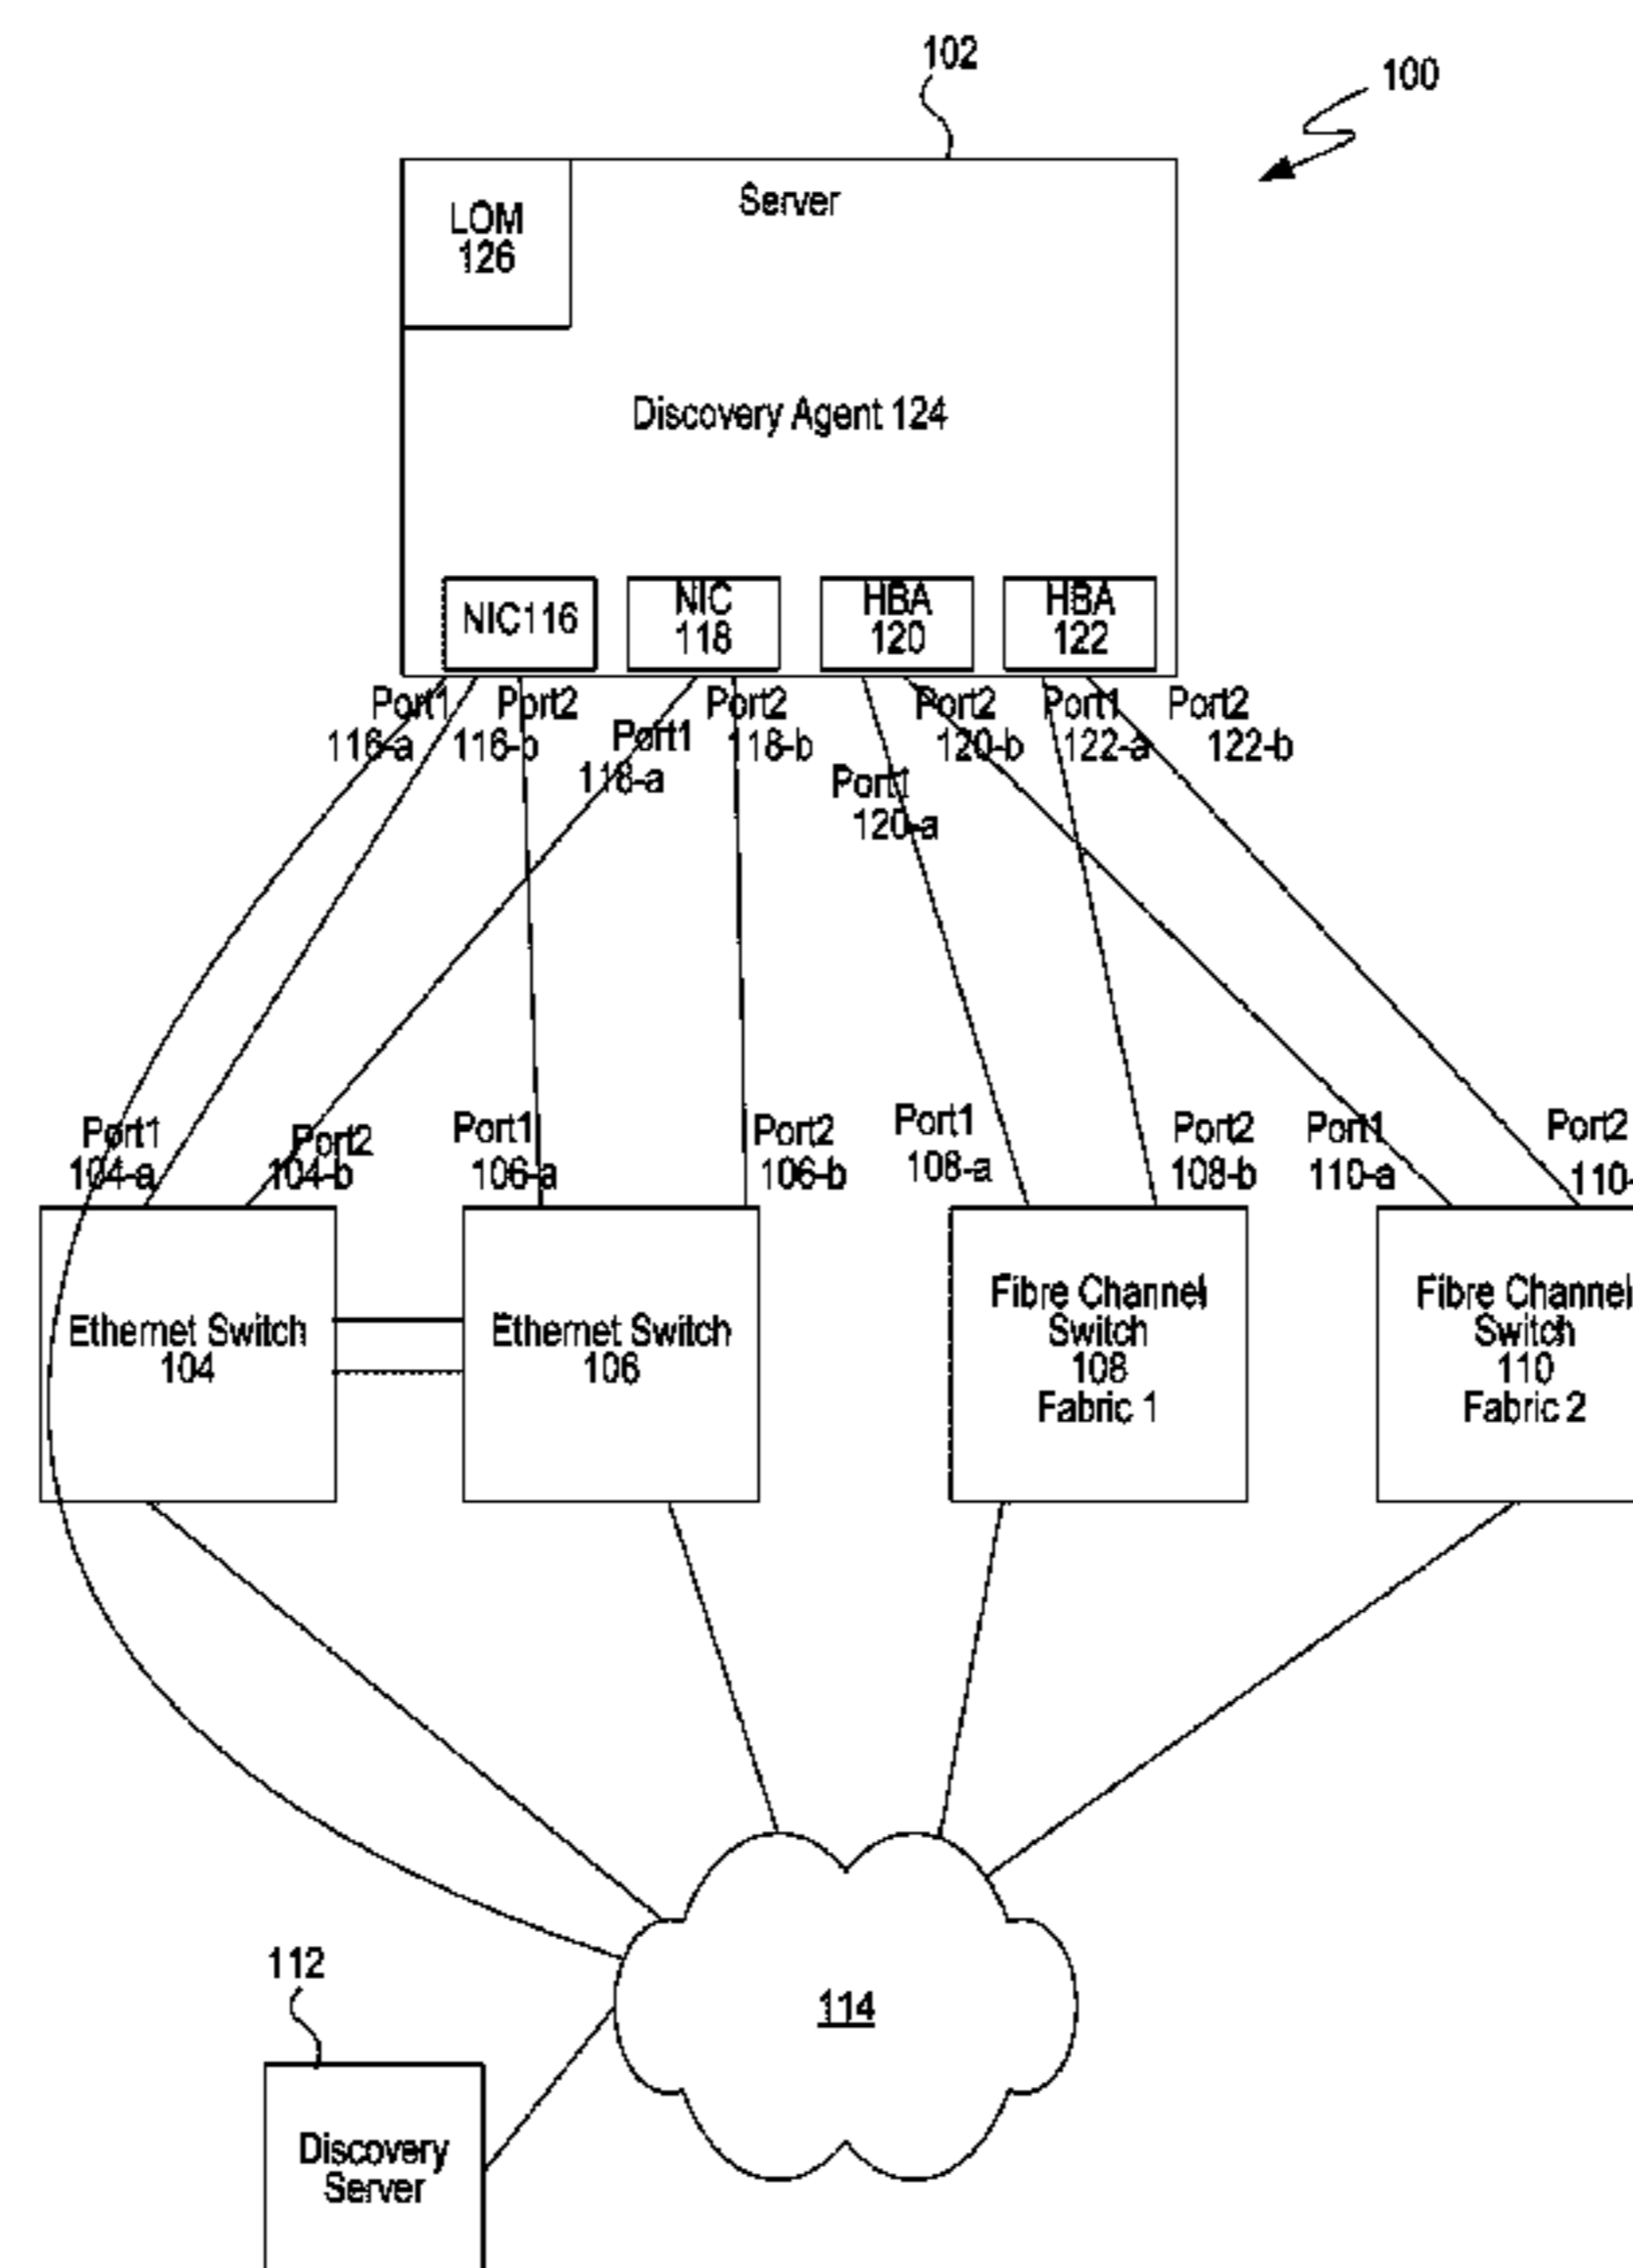 102
100
LOM
126
Server
Discovery Agent 124
NIC116
NIC
118
HBA
120
HBA
122
Port1
116-a
Port2
116-b
Port1
118-a
Port2
118-b
Port1
120-a
Port2
120-b
Port1
122-a
Port2
122-b
Port1
104-a
Port2
104-b
Port1
106-a
Port2
106-b
Port1
108-a
Port2
108-b
Port1
110-a
Port2
110-
Ethernet Switch
104
Ethernet Switch
106
Fibre Channel
Switch
108
Fabric 1
Fibre Channel
Switch
110
Fabric 2
114
112
Discovery
Server